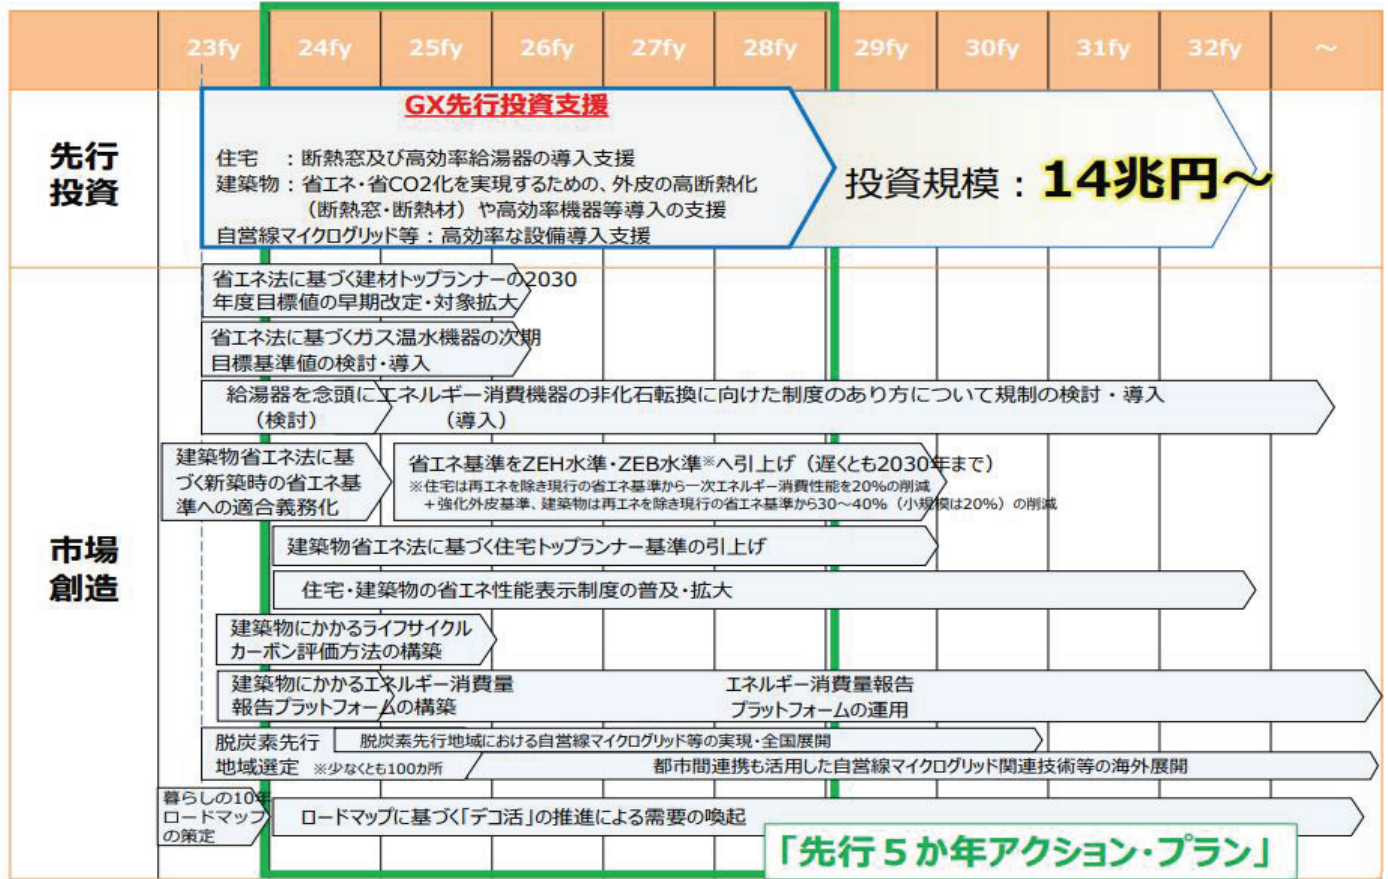 23fy 24fy 25fy 26fy 27fy 28fy 29fy 30fy 31fy 32fy ～
先行
投資
GX先行投資支援
住宅　：断熱窓及び高効率給湯器の導入支援
建築物：省エネ・省CO2化を実現するための、外皮の高断熱化
（断熱窓・断熱材）や高効率機器等導入の支援
自営線マイクログリッド等：高効率な設備導入支援
投資規模：14兆円～
市場
創造
省エネ法に基づく建材トップランナーの2030
年度目標値の早期改定・対象拡大
省エネ法に基づくガス温水機器の次期
目標基準値の検討・導入
給湯器を念頭にエネルギー消費機器の非化石転換に向けた制度のあり方について規制の検討・導入
（検討）　（導入）
建築物省エネ法に基
づく新築時の省エネ基
準への適合義務化
省エネ基準をZEH水準・ZEB水準※へ引上げ（遅くとも2030年まで）
※住宅は再エネを除き現行の省エネ基準から一次エネルギー消費性能を20%の削減
＋強化外皮基準、建築物は再エネを除き現行の省エネ基準から30～40%（小規模は20%）の削減
建築物省エネ法に基づく住宅トップランナー基準の引上げ
住宅・建築物の省エネ性能表示制度の普及・拡大
建築物にかかるライフサイクル
カーボン評価方法の構築
建築物にかかるエネルギー消費量
報告プラットフォームの構築
エネルギー消費量報告
プラットフォームの運用
脱炭素先行
地域選定 ※少なくとも100カ所
脱炭素先行地域における自営線マイクログリッド等の実現・全国展開
都市間連携も活用した自営線マイクログリッド関連技術等の海外展開
暮らしの10年
ロードマップ
の策定
ロードマップに基づく「デコ活」の推進による需要の喚起
「先行５か年アクション・プラン」